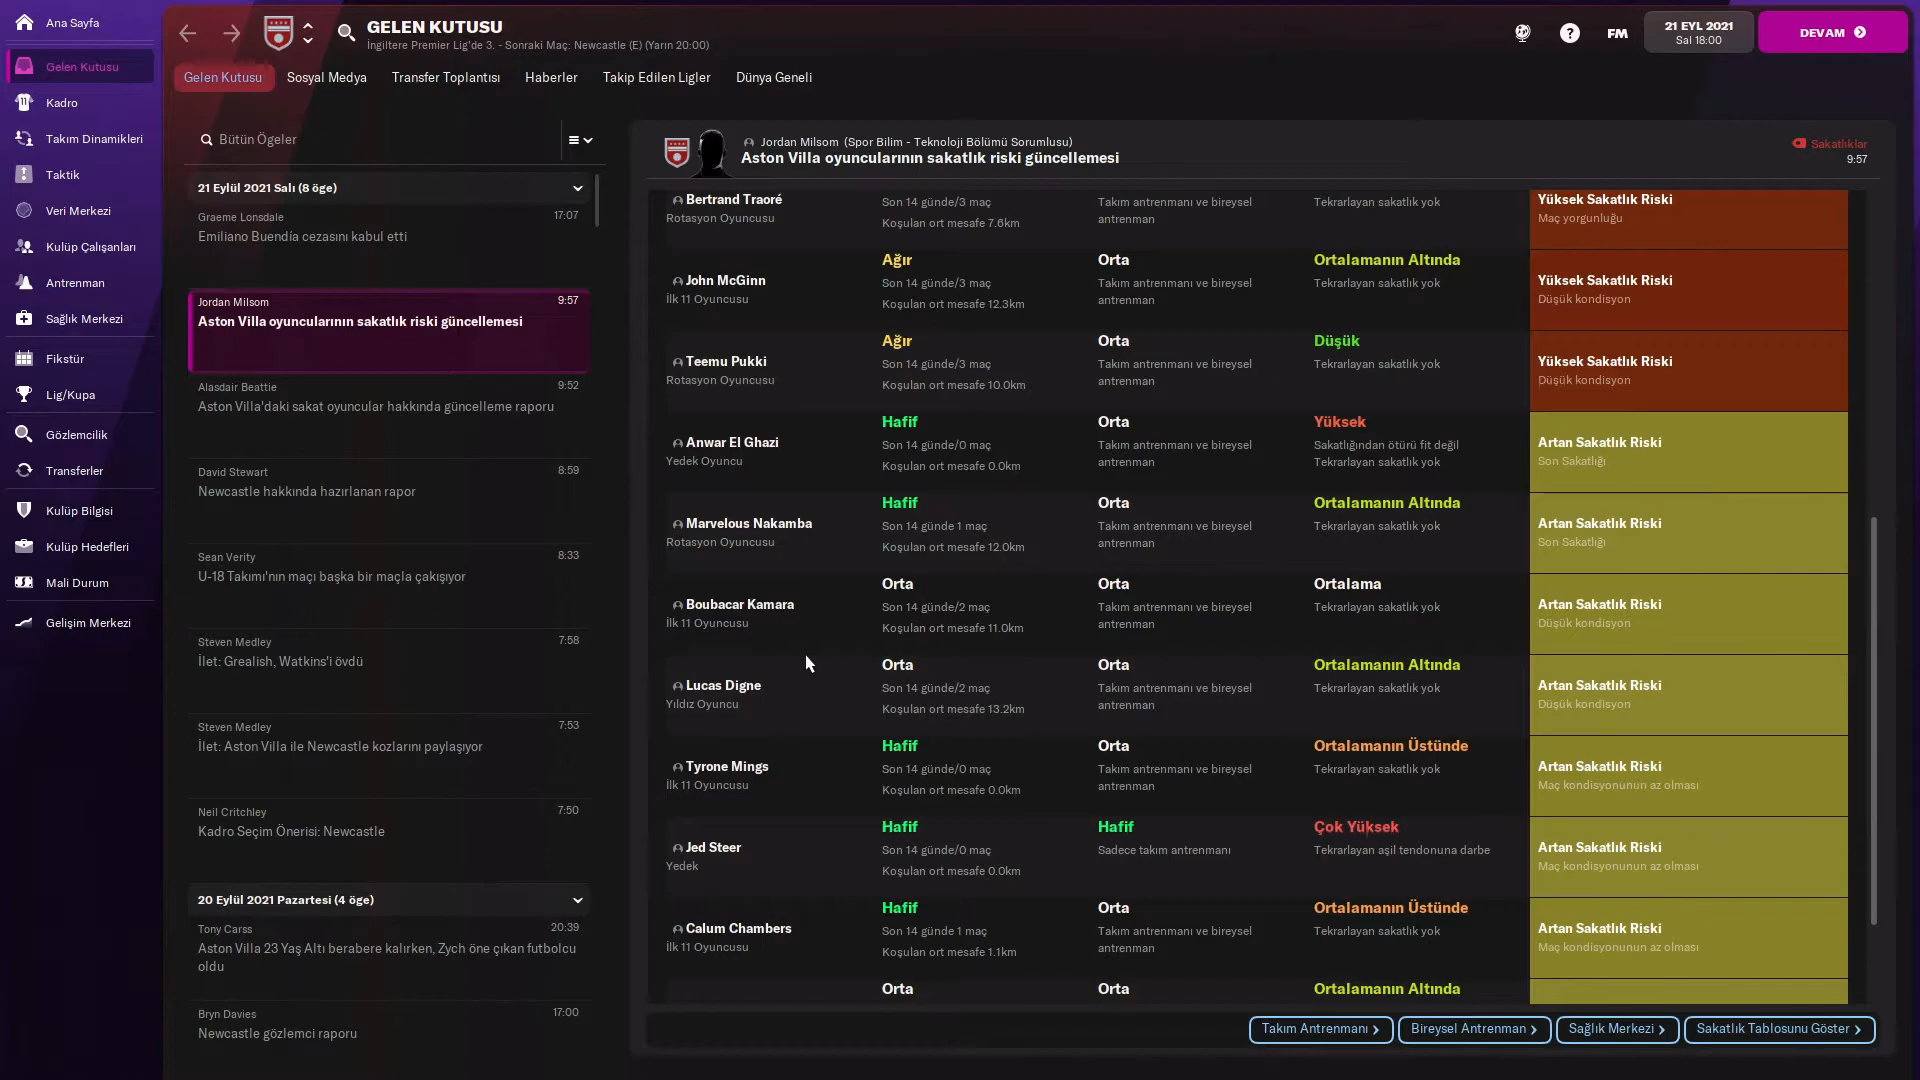 Ana Sayfa
Gelen Kutusu
Kadro
Takım Dinamikleri
Taktik
Veri Merkezi
Kulüp Çalışanları
Antrenman
Sağlık Merkezi
Fikstür
Lig/Kupa
Gözlemcilik
Transferler
Kulüp Bilgisi
Kulüp Hedefleri
Mali Durum
Gelişim Merkezi
GELEN KUTUSU
İngiltere Premier Lig'de 3. - Sonraki Maç: Newcastle (E) (Yarın 20:00)
FM
21 EYL 2021
Sal 18:00
DEVAM
Gelen Kutusu
Sosyal Medya
Transfer Toplantısı
Haberler
Takip Edilen Ligler
Dünya Geneli
Bütün Ögeler
21 Eylül 2021 Salı (8 öge)
Graeme Lonsdale 17:07
Emiliano Buendía cezasını kabul etti
Jordan Milsom 9:57
Aston Villa oyuncularının sakatlık riski güncellemesi
Alasdair Beattie 9:52
Aston Villa'daki sakat oyuncular hakkında güncelleme raporu
David Stewart 8:59
Newcastle hakkında hazırlanan rapor
Sean Verity 8:33
U-18 Takımı'nın maçı başka bir maçla çakışıyor
Steven Medley 7:58
İlet: Grealish, Watkins'i övdü
Steven Medley 7:53
İlet: Aston Villa ile Newcastle kozlarını paylaşıyor
Neil Critchley 7:50
Kadro Seçim Önerisi: Newcastle
20 Eylül 2021 Pazartesi (4 öge)
Tony Carss 20:39
Aston Villa 23 Yaş Altı berabere kalırken, Zych öne çıkan futbolcu
oldu
Bryn Davies 17:00
Newcastle gözlemci raporu
Jordan Milsom (Spor Bilim - Teknoloji Bölümü Sorumlusu)
Aston Villa oyuncularının sakatlık riski güncellemesi
Sakatlıklar
9:57
Bertrand Traoré
Rotasyon Oyuncusu
Son 14 günde/3 maç
Koşulan ort mesafe 7.6km
Takım antrenmanı ve bireysel
antrenman
Tekrarlayan sakatlık yok
Yüksek Sakatlık Riski
Maç yorgunluğu
John McGinn
İlk 11 Oyuncusu
Ağır
Son 14 günde/3 maç
Koşulan ort mesafe 12.3km
Orta
Takım antrenmanı ve bireysel
antrenman
Ortalamanın Altında
Tekrarlayan sakatlık yok
Yüksek Sakatlık Riski
Düşük kondisyon
Teemu Pukki
Rotasyon Oyuncusu
Ağır
Son 14 günde/3 maç
Koşulan ort mesafe 10.0km
Orta
Takım antrenmanı ve bireysel
antrenman
Düşük
Tekrarlayan sakatlık yok
Yüksek Sakatlık Riski
Düşük kondisyon
Anwar El Ghazi
Yedek Oyuncu
Hafif
Son 14 günde/0 maç
Koşulan ort mesafe 0.0km
Orta
Takım antrenmanı ve bireysel
antrenman
Yüksek
Sakatlığından ötürü fit değil
Tekrarlayan sakatlık yok
Artan Sakatlık Riski
Son Sakatlığı
Marvelous Nakamba
Rotasyon Oyuncusu
Hafif
Son 14 günde 1 maç
Koşulan ort mesafe 12.0km
Orta
Takım antrenmanı ve bireysel
antrenman
Ortalamanın Altında
Tekrarlayan sakatlık yok
Artan Sakatlık Riski
Son Sakatlığı
Boubacar Kamara
İlk 11 Oyuncusu
Orta
Son 14 günde/2 maç
Koşulan ort mesafe 11.0km
Orta
Takım antrenmanı ve bireysel
antrenman
Ortalama
Tekrarlayan sakatlık yok
Artan Sakatlık Riski
Düşük kondisyon
Lucas Digne
Yıldız Oyuncu
Orta
Son 14 günde/2 maç
Koşulan ort mesafe 13.2km
Orta
Takım antrenmanı ve bireysel
antrenman
Ortalamanın Altında
Tekrarlayan sakatlık yok
Artan Sakatlık Riski
Düşük kondisyon
Tyrone Mings
İlk 11 Oyuncusu
Hafif
Son 14 günde/0 maç
Koşulan ort mesafe 0.0km
Orta
Takım antrenmanı ve bireysel
antrenman
Ortalamanın Üstünde
Tekrarlayan sakatlık yok
Artan Sakatlık Riski
Maç kondisyonunun az olması
Jed Steer
Yedek
Hafif
Son 14 günde/0 maç
Koşulan ort mesafe 0.0km
Hafif
Sadece takım antrenmanı
Çok Yüksek
Tekrarlayan aşil tendonuna darbe
Artan Sakatlık Riski
Maç kondisyonunun az olması
Calum Chambers
İlk 11 Oyuncusu
Hafif
Son 14 günde 1 maç
Koşulan ort mesafe 1.1km
Orta
Takım antrenmanı ve bireysel
antrenman
Ortalamanın Üstünde
Tekrarlayan sakatlık yok
Artan Sakatlık Riski
Maç kondisyonunun az olması
Orta
Orta
Ortalamanın Altında
Takım Antrenmanı
Bireysel Antrenman
Sağlık Merkezi
Sakatlık Tablosunu Göster